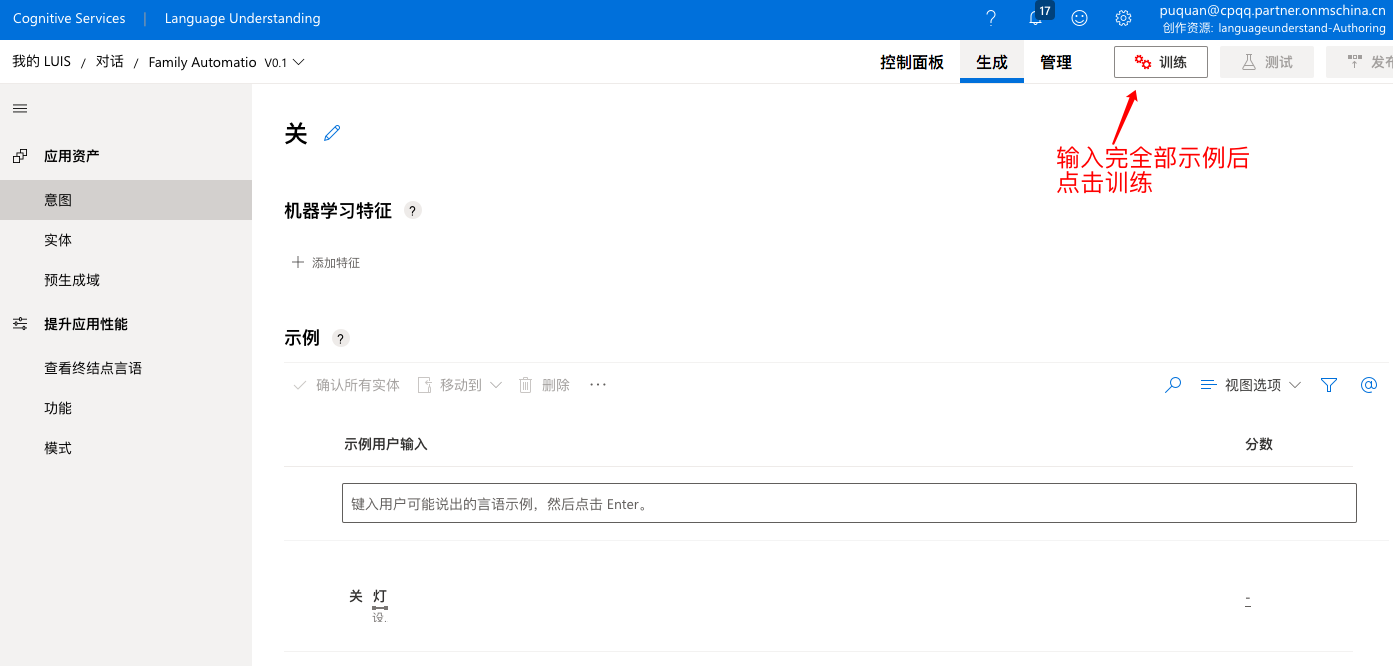 Cognitive Services | Language Understanding
17
puquan@cpqq.partner.onmschina.cn
创作资源: languageunderstand-Authoring
我的 LUIS / 对话 / Family Automatio V0.1
控制面板 生成 管理 训练 测试
输入完全部示例后
点击训练
关
应用资产
意图
实体
预生成域
提升应用性能
查看终结点言语
功能
模式
机器学习特征 ?
添加特征
示例 ?
确认所有实体 移动到 删除 ···
视图选项 @
示例用户输入 分数
键入用户可能说出的言语示例，然后点击 Enter。
关 灯 -
设.